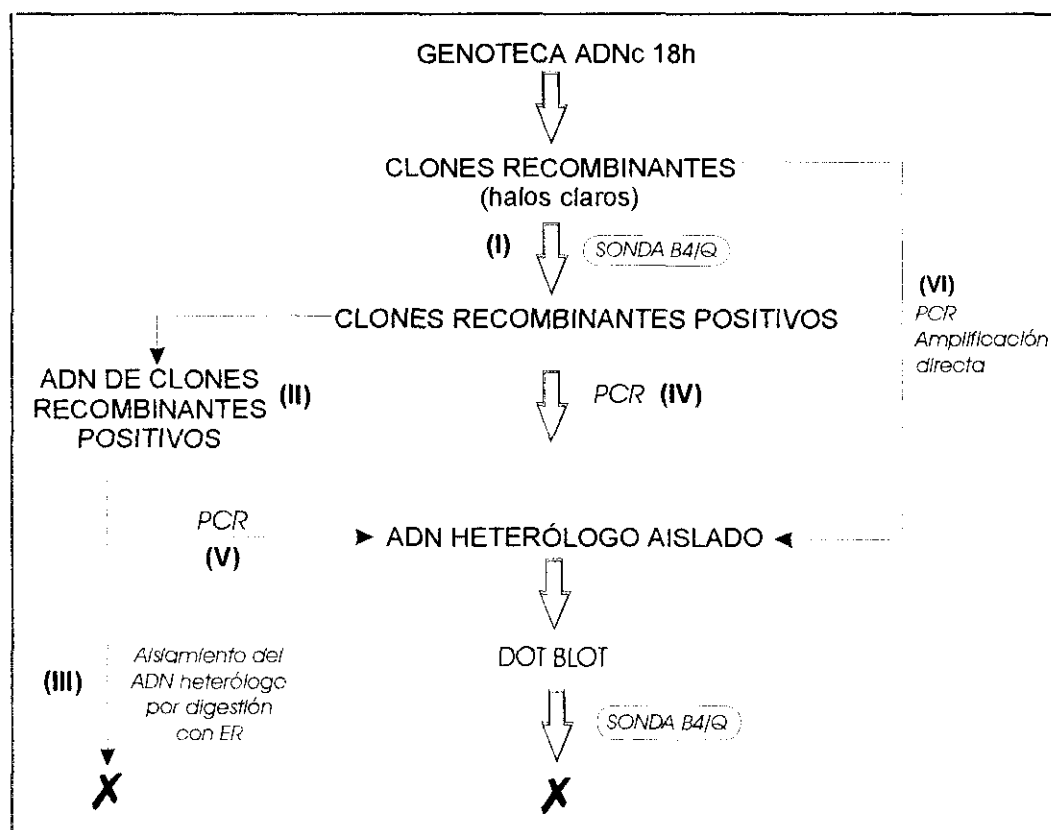 GENOTECA ADNc 18h
CLONES RECOMBINANTES
(halos claros)
(I)
SONDA B4/Q
(VI)
PCR
Amplificación
directa
CLONES RECOMBINANTES POSITIVOS
ADN DE CLONES
RECOMBINANTES
POSITIVOS
(II)
PCR (IV)
PCR
(V)
ADN HETERÓLOGO AISLADO
DOT BLOT
(III)
Aislamiento del
ADN heterólogo
por digestión
con ER
SONDA B4/Q
X
X